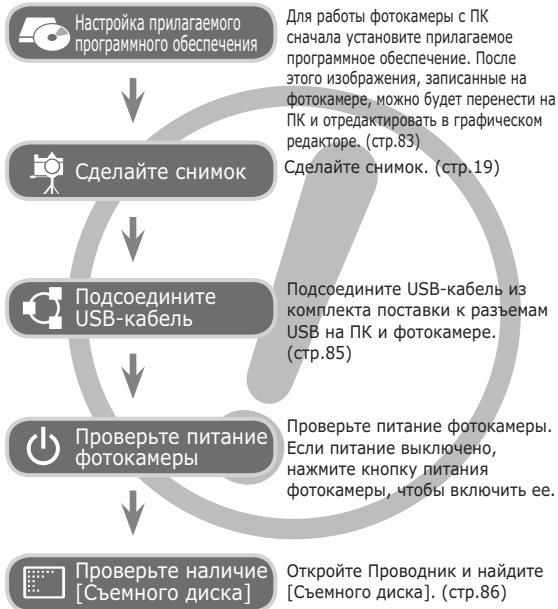 Настройка прилагаемого
программного обеспечения
Для работы фотокамеры с ПК
сначала установите прилагаемое
программное обеспечение. После
этого изображения, записанные на
фотокамере, можно будет перенести на
ПК и отредактировать в графическом
редакторе. (стр.83)
Сделайте снимок
Сделайте снимок. (стр.19)
Подсоедините
USB-кабель
Подсоедините USB-кабель из
комплекта поставки к разъемам
USB на ПК и фотокамере.
(стр.85)
Проверьте питание
фотокамеры
Проверьте питание фотокамеры.
Если питание выключено,
нажмите кнопку питания
фотокамеры, чтобы включить ее.
Проверьте наличие
[Съемного диска]
Откройте Проводник и найдите
[Съемного диска]. (стр.86)